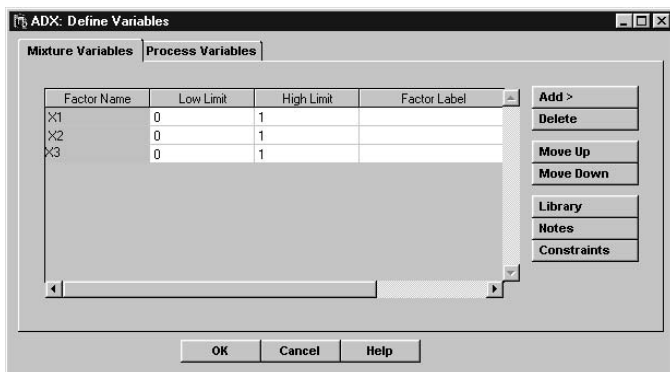 ADX: Define Variables
Mixture Variables Process Variables
Factor Name Low Limit High Limit Factor Label
X1 0 1
X2 0 1
X3 0 1
Add >
Delete
Move Up
Move Down
Library
Notes
Constraints
OK Cancel Help